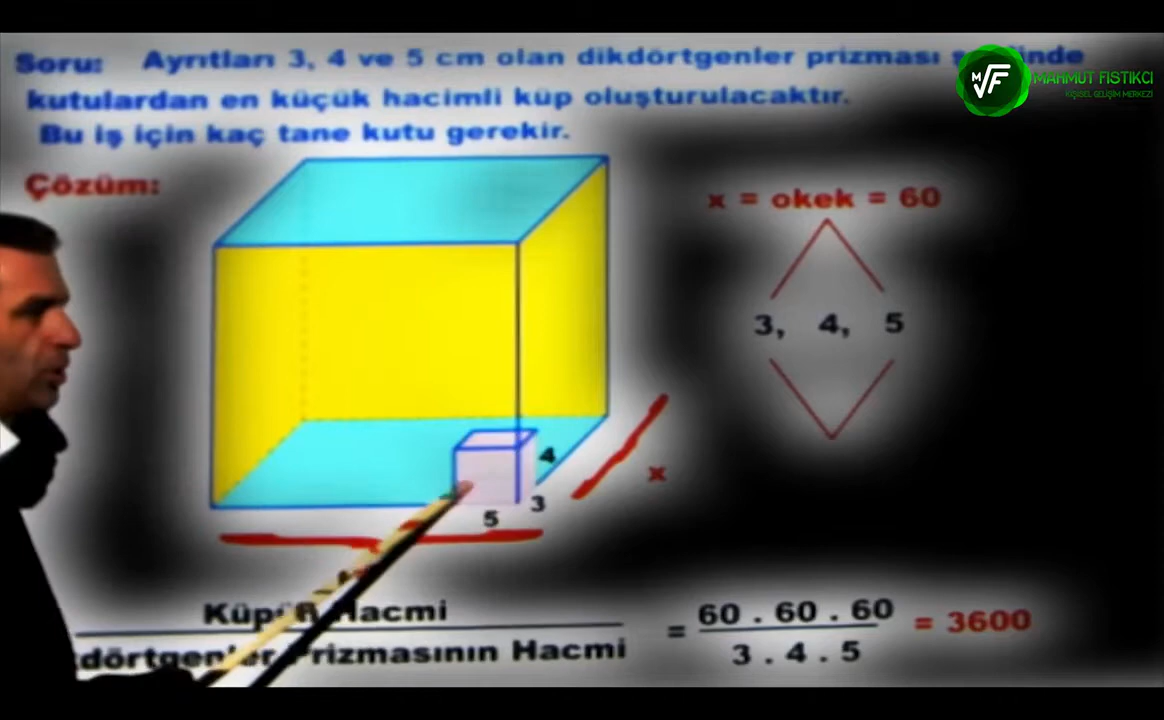 Soru: Ayrıtları 3, 4 ve 5 cm olan dikdörtgenler prizması
kutulardan en küçük hacimli küp oluşturulacaktır.
Bu iş için kaç tane kutu gerekir.
MAHMUT FISTIKCI
KİŞİSEL GELİŞİM MERKEZİ
Çözüm:
x = okek = 60
3, 4, 5
4
3
5
x
Küpün Hacmi
Prizmasının Hacmi
= 60 . 60 . 60 = 3600
3 . 4 . 5